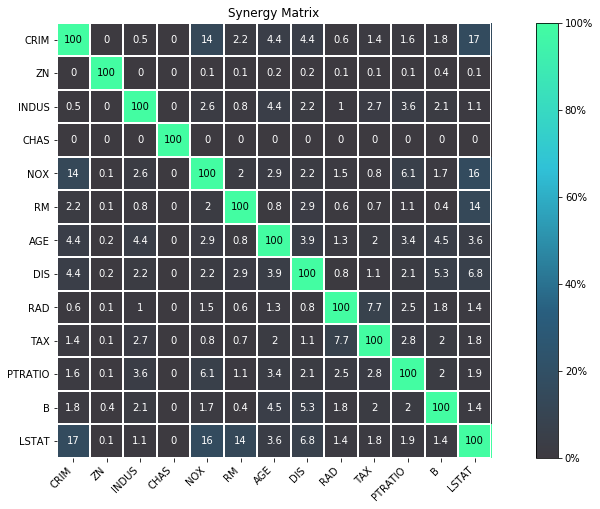 Synergy Matrix
CRIM 100 0 0.5 0 14 2.2 4.4 4.4 0.6 1.4 1.6 1.8 17
ZN 0 100 0 0 0.1 0.1 0.2 0.2 0.1 0.1 0.1 0.4 0.1
INDUS 0.5 0 100 0 2.6 0.8 4.4 2.2 1 2.7 3.6 2.1 1.1
CHAS 0 0 0 100 0 0 0 0 0 0 0 0 0
NOX 14 0.1 2.6 0 100 2 2.9 2.2 1.5 0.8 6.1 1.7 16
RM 2.2 0.1 0.8 0 2 100 0.8 2.9 0.6 0.7 1.1 0.4 14
AGE 4.4 0.2 4.4 0 2.9 0.8 100 3.9 1.3 2 3.4 4.5 3.6
DIS 4.4 0.2 2.2 0 2.2 2.9 3.9 100 0.8 1.1 2.1 5.3 6.8
RAD 0.6 0.1 1 0 1.5 0.6 1.3 0.8 100 7.7 2.5 1.8 1.4
TAX 1.4 0.1 2.7 0 0.8 0.7 2 1.1 7.7 100 2.8 2 1.8
PTRATIO 1.6 0.1 3.6 0 6.1 1.1 3.4 2.1 2.5 2.8 100 2 1.9
B 1.8 0.4 2.1 0 1.7 0.4 4.5 5.3 1.8 2 2 100 1.4
LSTAT 17 0.1 1.1 0 16 14 3.6 6.8 1.4 1.8 1.9 1.4 100
CRIM ZN INDUS CHAS NOX RM AGE DIS RAD TAX PTRATIO B LSTAT
100%
80%
60%
40%
20%
0%